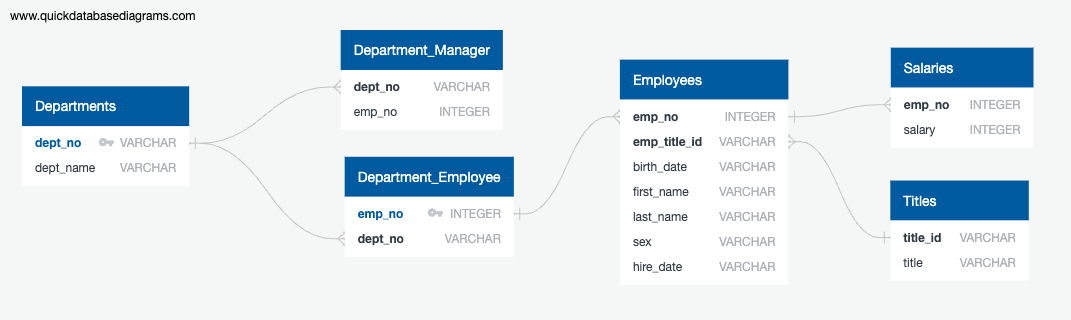 www.quickdatabasediagrams.com
Departments
dept_no VARCHAR
dept_name VARCHAR
Department_Manager
dept_no VARCHAR
emp_no INTEGER
Department_Employee
emp_no INTEGER
dept_no VARCHAR
Employees
emp_no INTEGER
emp_title_id VARCHAR
birth_date VARCHAR
first_name VARCHAR
last_name VARCHAR
sex VARCHAR
hire_date VARCHAR
Salaries
emp_no INTEGER
salary INTEGER
Titles
title_id VARCHAR
title VARCHAR